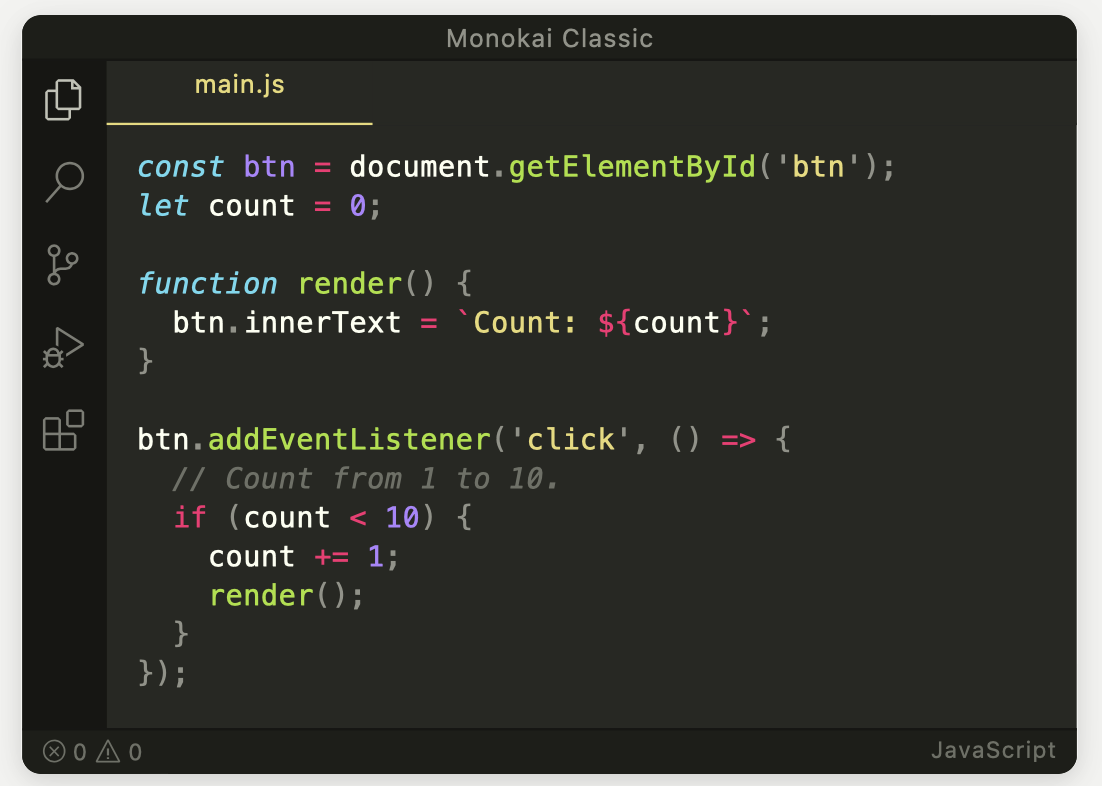 Monokai Classic
main.js
const btn = document.getElementById('btn');
let count = 0;
function render() {
  btn.innerText = `Count: ${count}`;
}
btn.addEventListener('click', () => {
  // Count from 1 to 10.
  if (count < 10) {
    count += 1;
    render();
  }
});
0 0 JavaScript